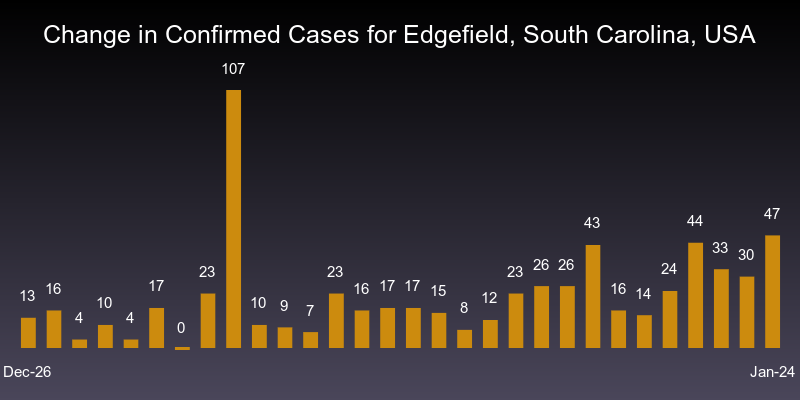 Change in Confirmed Cases for Edgefield, South Carolina, USA
13 16 4 10 4 17 0 23 107 10 9 7 23 16 17 17 15 8 12 23 26 26 43 16 14 24 44 33 30 47
Dec-26 Jan-24